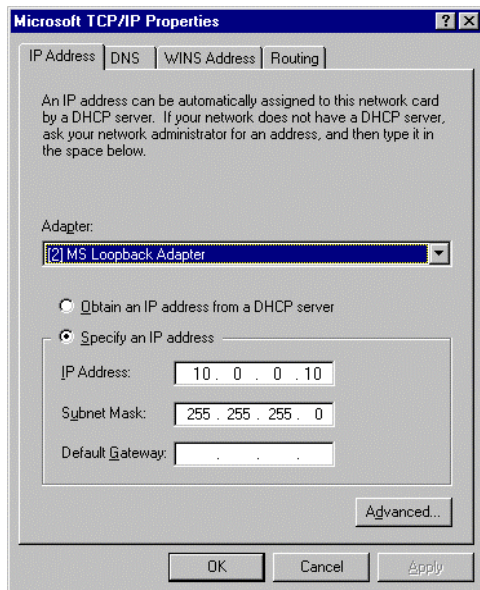 Microsoft TCP/IP Properties
IP Address DNS WINS Address Routing
An IP address can be automatically assigned to this network card
by a DHCP server. If your network does not have a DHCP server,
ask your network administrator for an address, and then type it in
the space below.
Adapter:
[2] MS Loopback Adapter
Obtain an IP address from a DHCP server
Specify an IP address
IP Address: 10 . 0 . 0 . 10
Subnet Mask: 255 . 255 . 255 . 0
Default Gateway: . . .
Advanced...
OK Cancel Apply